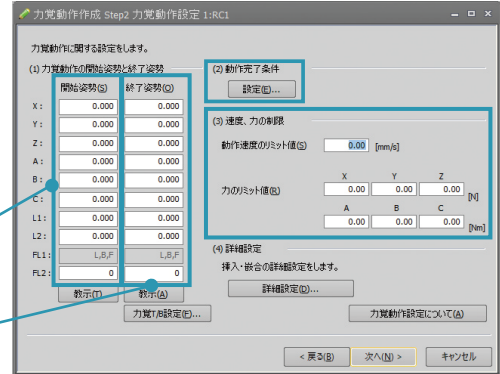 力覚動作作成 Step2 力覚動作設定 1:RC1
力覚動作に関する設定をします。
(1) 力覚動作の開始姿勢と終了姿勢
開始姿勢(S) 終了姿勢(O)
X: 0.000 0.000
Y: 0.000 0.000
Z: 0.000 0.000
A: 0.000 0.000
B: 0.000 0.000
C: 0.000 0.000
L1: 0.000 0.000
L2: 0.000 0.000
FL1: L,B,F L,B,F
FL2: 0 0
教示(T) 教示(A)
力覚T/B設定(F)...
(2) 動作完了条件
設定(E)...
(3) 速度、力の制限
動作速度のリミット値(S) 0.00 [mm/s]
X Y Z
力のリミット値(R) 0.00 0.00 0.00 [N]
A B C
0.00 0.00 0.00 [Nm]
(4) 詳細設定
挿入・嵌合の詳細設定をします。
詳細設定(D)...
力覚動作設定について(A)
< 戻る(B) 次へ(N) > キャンセル